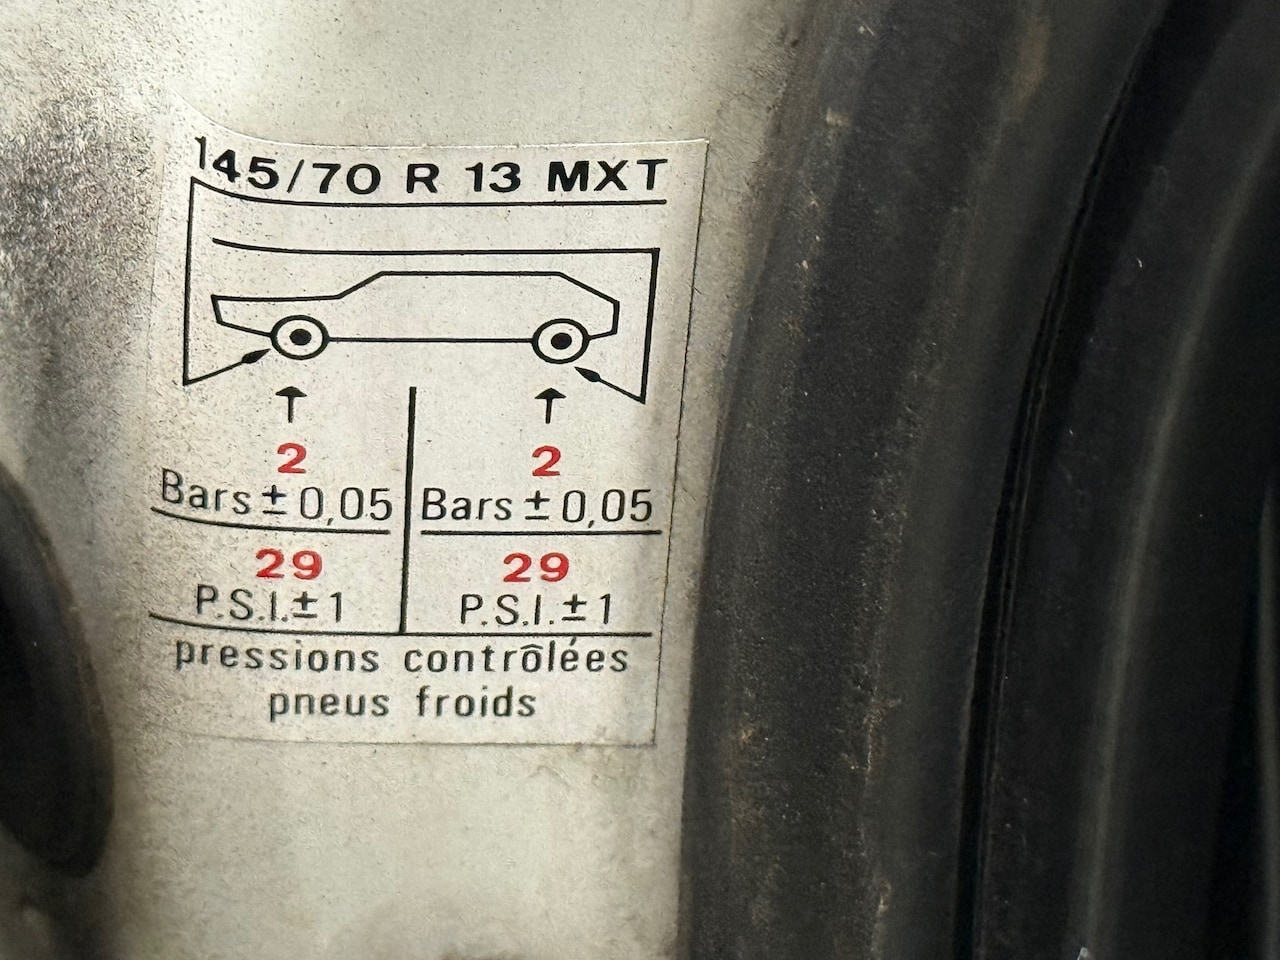 145/70 R 13 MXT
2
Bars ± 0,05
29
P.S.I. ± 1
2
Bars ± 0,05
29
P.S.I. ± 1
pressions contrôlées
pneus froids